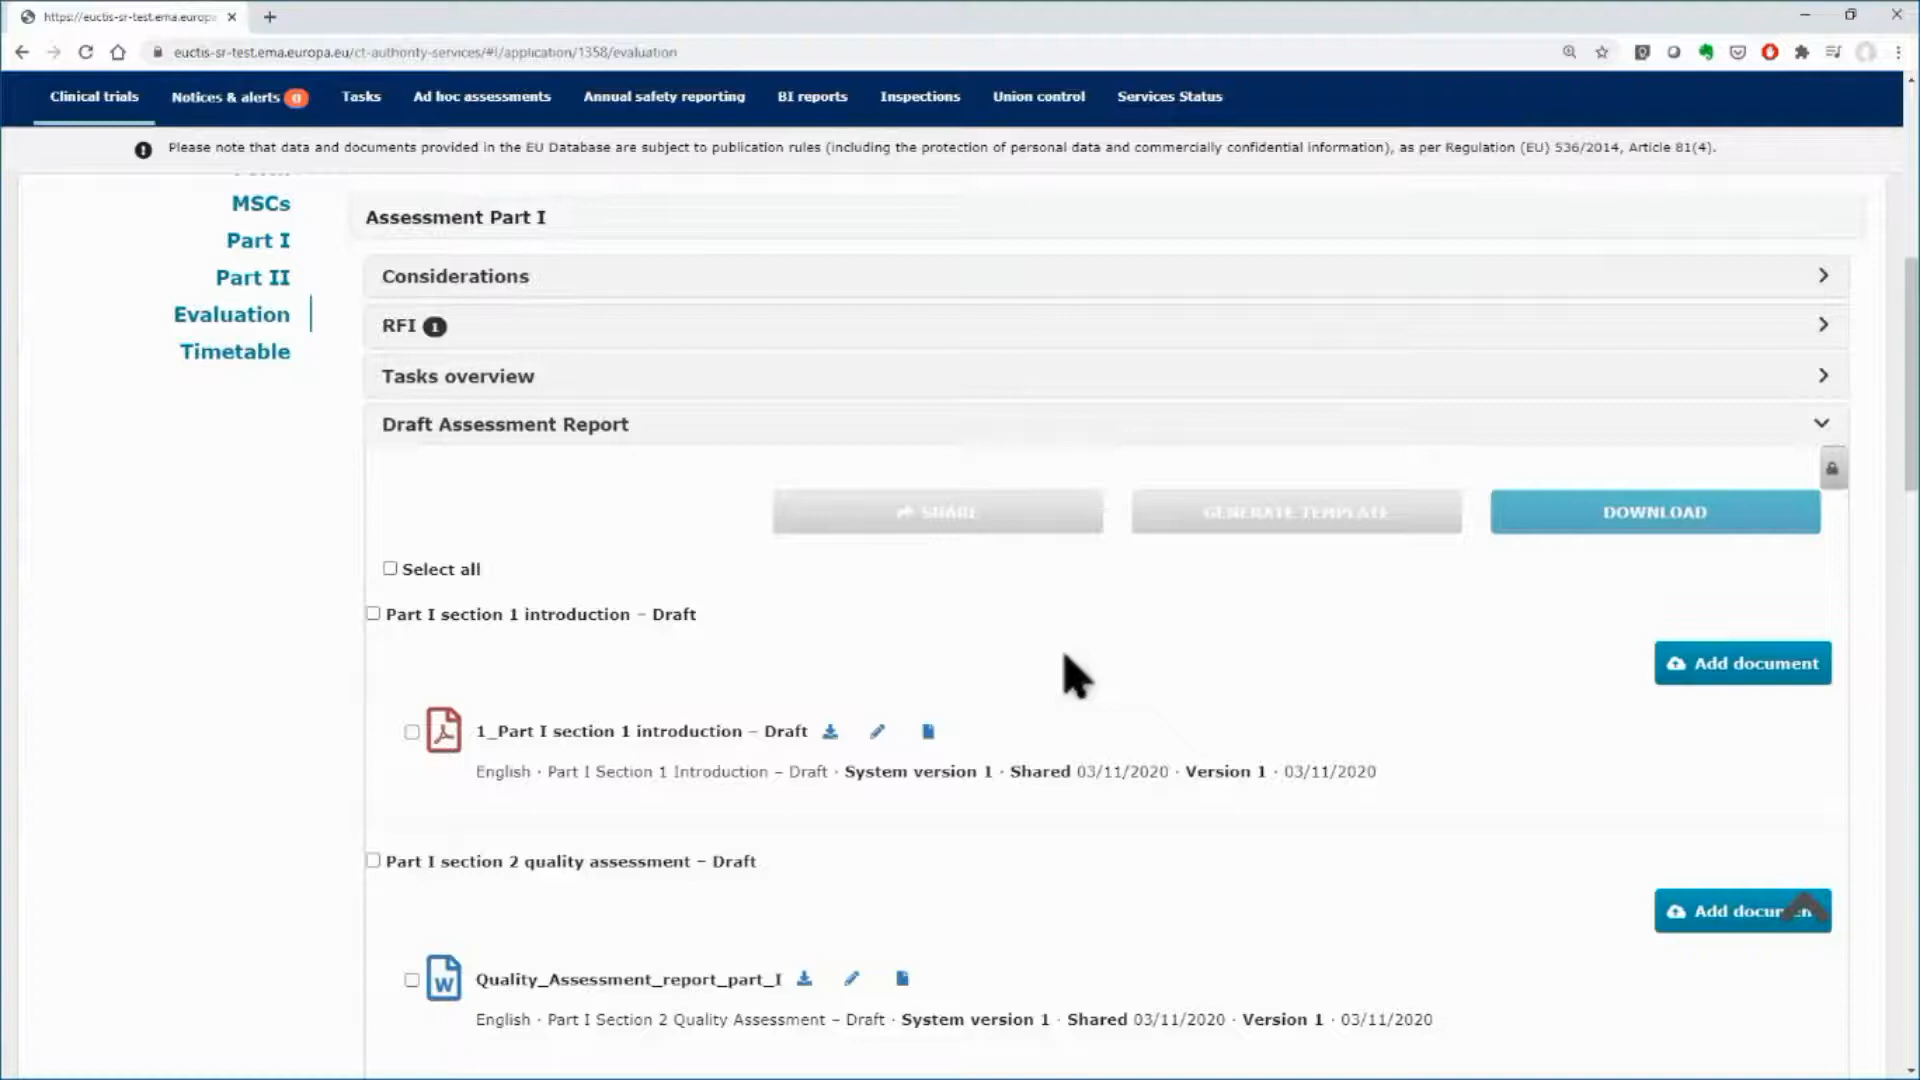 https://euctis-sr-test.ema.europa
euctis-sr-test.ema.europa.eu/ct-authority-services/#!/application/1358/evaluation
Clinical trials
Notices & alerts 0
Tasks
Ad hoc assessments
Annual safety reporting
BI reports
Inspections
Union control
Services Status
Please note that data and documents provided in the EU Database are subject to publication rules (including the protection of personal data and commercially confidential information), as per Regulation (EU) 536/2014, Article 81(4).
MSCs
Part I
Part II
Evaluation
Timetable
Assessment Part I
Considerations
RFI 1
Tasks overview
Draft Assessment Report
SHARE
GENERATE TEMPLATE
DOWNLOAD
Select all
Part I section 1 introduction – Draft
Add document
1_Part I section 1 introduction – Draft
English · Part I Section 1 Introduction – Draft · System version 1 · Shared 03/11/2020 · Version 1 · 03/11/2020
Part I section 2 quality assessment – Draft
Add document
W Quality_Assessment_report_part_I
English · Part I Section 2 Quality Assessment – Draft · System version 1 · Shared 03/11/2020 · Version 1 · 03/11/2020